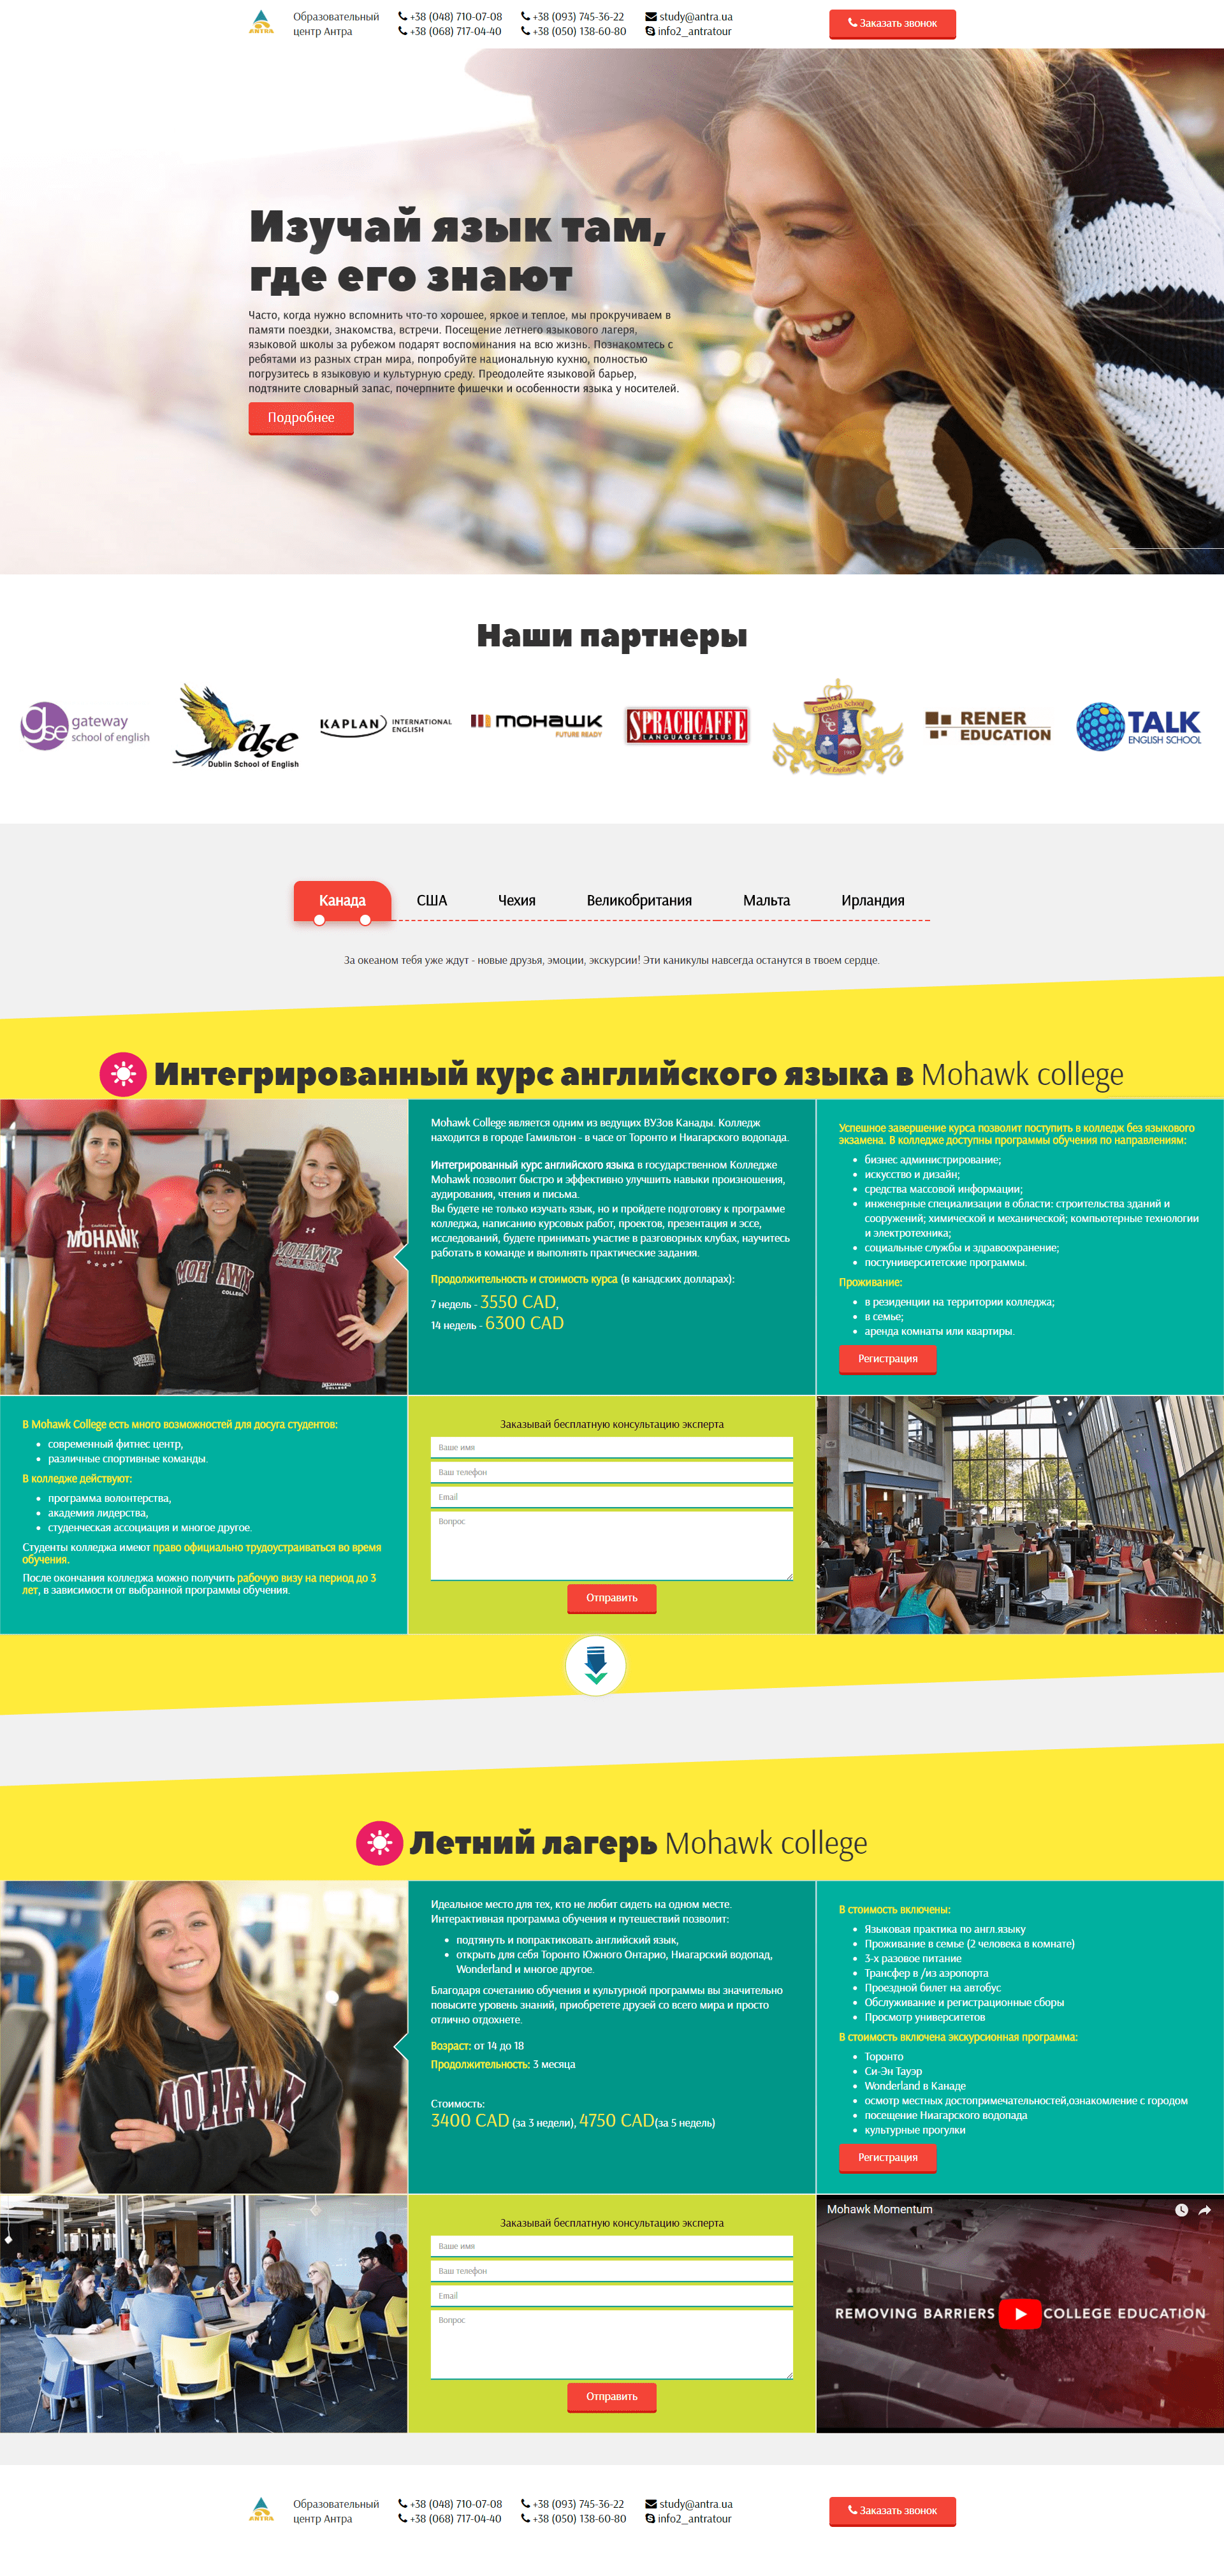 ANTRA
Образовательный
центр Антра
+38 (048) 710-07-08
+38 (068) 717-04-40
+38 (093) 745-36-22
+38 (050) 138-60-80
study@antra.ua
info2_antratour
Заказать звонок
Изучай язык там,
где его знают
Часто, когда нужно вспомнить что-то хорошее, яркое и теплое, мы прокручиваем в
памяти поездки, знакомства, встречи. Посещение летнего языкового лагеря,
языковой школы за рубежом подарят воспоминания на всю жизнь. Познакомтесь с
ребятами из разных стран мира, попробуйте национальную кухню, полностью
погрузитесь в языковую и культурную среду. Преодолейте языковой барьер,
подтяните словарный запас, почерпните фишечки и особенности языка у носителей.
Подробнее
Наши партнеры
gse gateway
school of english
dse
Dublin School of English
KAPLAN INTERNATIONAL
ENGLISH
mohawk
FUTURE READY
SPRACHCAFFE
LANGUAGES PLUS
Cavendish School
of English
RENER
EDUCATION
TALK
ENGLISH SCHOOL
Канада
США
Чехия
Великобритания
Мальта
Ирландия
За океаном тебя уже ждут - новые друзья, эмоции, экскурсии! Эти каникулы навсегда останутся в твоем сердце.
Интегрированный курс английского языка в Mohawk college
MOHAWK
COLLEGE
MOHAWK
COLLEGE
MOHAWK
COLLEGE
Mohawk College является одним из ведущих ВУЗов Канады. Колледж
находится в городе Гамильтон - в часе от Торонто и Ниагарского водопада.
Интегрированный курс английского языка в государственном Колледже
Mohawk позволит быстро и эффективно улучшить навыки произношения,
аудирования, чтения и письма.
Вы будете не только изучать язык, но и пройдете подготовку к программе
колледжа, написанию курсовых работ, проектов, презентация и эссе,
исследований, будете принимать участие в разговорных клубах, научитесь
работать в команде и выполнять практические задания.
Продолжительность и стоимость курса (в канадских долларах):
7 недель - 3550 CAD,
14 недель - 6300 CAD
Успешное завершение курса позволит поступить в колледж без языкового
экзамена. В колледже доступны программы обучения по направлениям:
бизнес администрирование;
искусство и дизайн;
средства массовой информации;
инженерные специализации в области: строительства зданий и
сооружений; химической и механической; компьютерные технологии
и электротехника;
социальные службы и здравоохранение;
постуниверситетские программы.
Проживание:
в резиденции на территории колледжа;
в семье;
аренда комнаты или квартиры.
Регистрация
В Mohawk College есть много возможностей для досуга студентов:
современный фитнес центр,
различные спортивные команды.
В колледже действуют:
программа волонтерства,
академия лидерства,
студенческая ассоциация и многое другое.
Студенты колледжа имеют право официально трудоустраиваться во время
обучения.
После окончания колледжа можно получить рабочую визу на период до 3
лет, в зависимости от выбранной программы обучения.
Заказывай бесплатную консультацию эксперта
Ваше имя
Ваш телефон
Email
Вопрос
Отправить
Летний лагерь Mohawk college
MOHAWK
Идеальное место для тех, кто не любит сидеть на одном месте.
Интерактивная программа обучения и путешествий позволит:
подтянуть и попрактиковать английский язык,
открыть для себя Торонто Южного Онтарио, Ниагарский водопад,
Wonderland и многое другое.
Благодаря сочетанию обучения и культурной программы вы значительно
повысите уровень знаний, приобретете друзей со всего мира и просто
отлично отдохнете.
Возраст: от 14 до 18
Продолжительность: 3 месяца
Стоимость:
3400 CAD (за 3 недели), 4750 CAD(за 5 недель)
В стоимость включены:
Языковая практика по англ.языку
Проживание в семье (2 человека в комнате)
3-х разовое питание
Трансфер в /из аэропорта
Проездной билет на автобус
Обслуживание и регистрационные сборы
Просмотр университетов
В стоимость включена экскурсионная программа:
Торонто
Си-Эн Тауэр
Wonderland в Канаде
осмотр местных достопримечательностей,ознакомление с городом
посещение Ниагарского водопада
культурные прогулки
Регистрация
Заказывай бесплатную консультацию эксперта
Ваше имя
Ваш телефон
Email
Вопрос
Отправить
Mohawk Momentum
REMOVING BARRIERS COLLEGE EDUCATION
ANTRA
Образовательный
центр Антра
+38 (048) 710-07-08
+38 (068) 717-04-40
+38 (093) 745-36-22
+38 (050) 138-60-80
study@antra.ua
info2_antratour
Заказать звонок